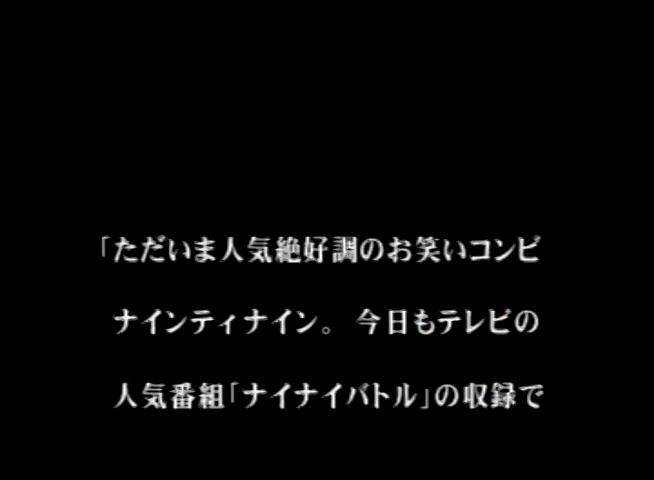 「ただいま人気絶好調のお笑いコンビ
ナインティナイン。 今日もテレビの
人気番組「ナイナイバトル」の収録で